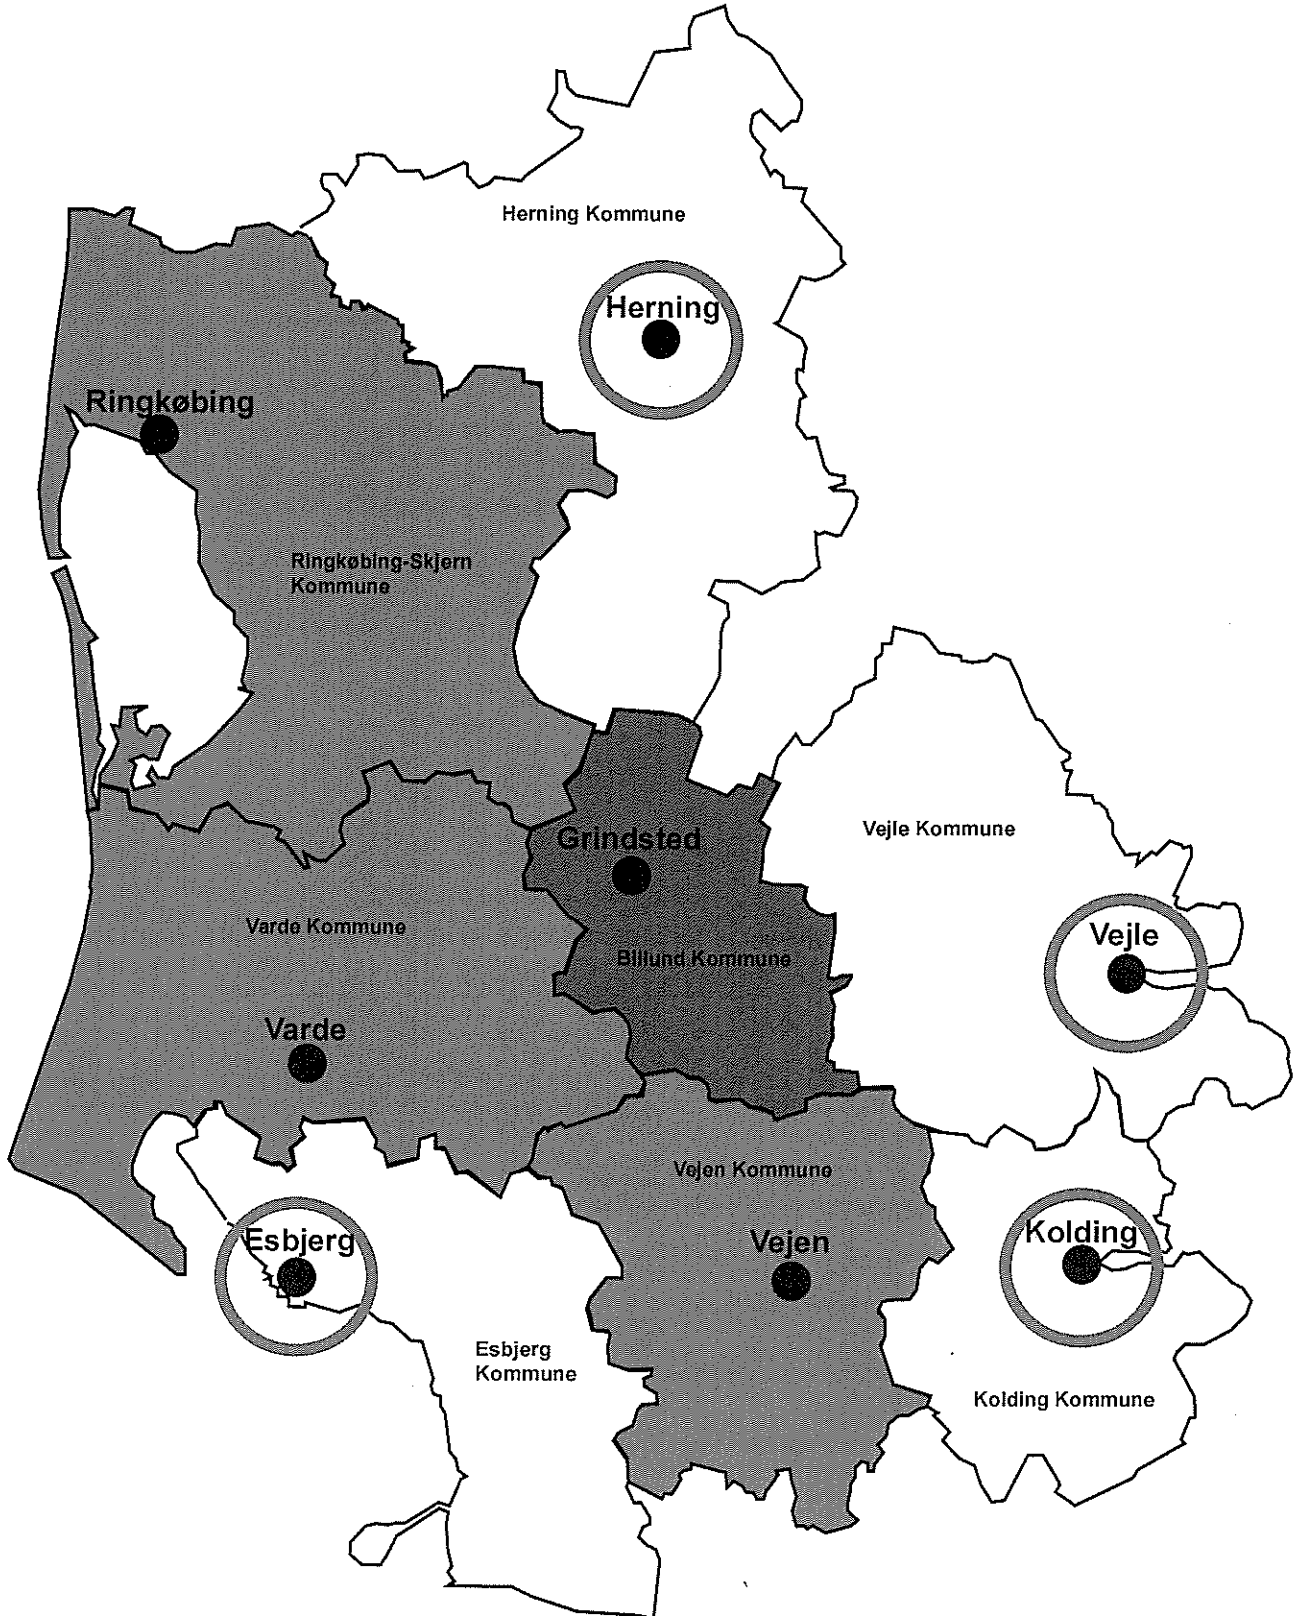 Herning Kommune
Herning
Ringkøbing
Ringkøbing-Skjern
Kommune
Grindsted
Vejle Kommune
Varde Kommune
Billund Kommune
Vejle
Varde
Vejen Kommune
Esbjerg
Vejen
Kolding
Esbjerg
Kommune
Kolding Kommune